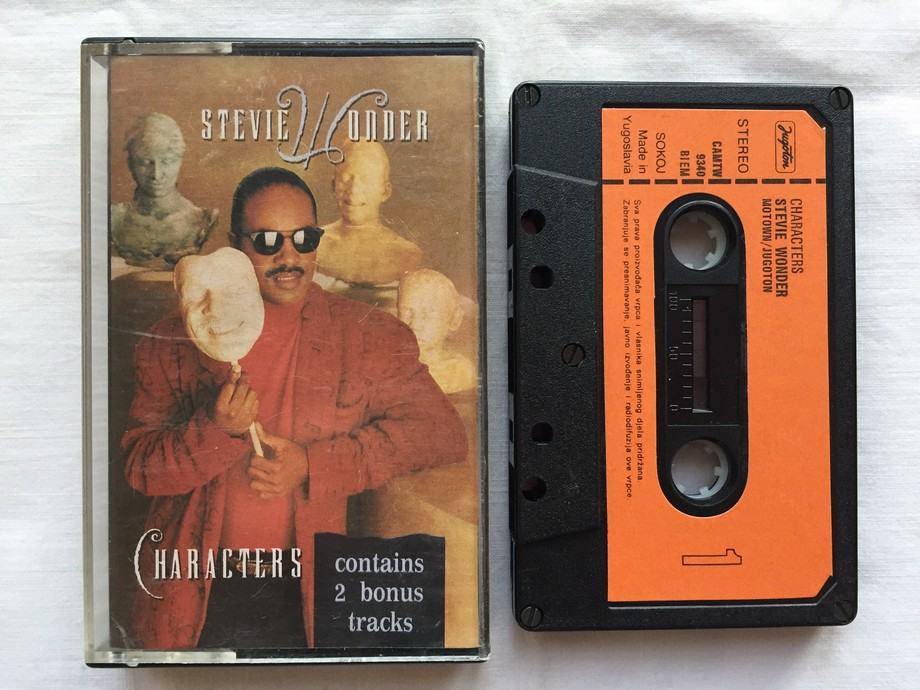 STEVIE WONDER
CHARACTERS
contains
2 bonus
tracks
Jugoton
STEREO
CAMTW
9340
BIEM
SOKOJ
Made in
Yugoslavia
CHARACTERS
STEVIE WONDER
MOTOWN/JUGOTON
Sva prava proizvođača vrpca i vlasnika snimljenog djela pridržana.
Zabranjuje se presnimavanje, javno izvođenje i radiodifuzija ove vrpce.
100 50 0
1